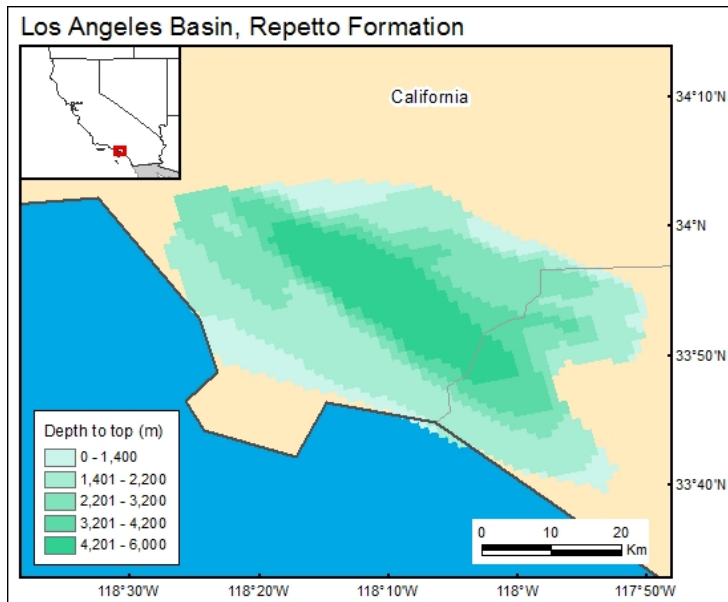 Los Angeles Basin, Repetto Formation
California
34°10'N
34°N
33°50'N
33°40'N
Depth to top (m)
0 - 1,400
1,401 - 2,200
2,201 - 3,200
3,201 - 4,200
4,201 - 6,000
0 10 20
Km
118°30'W 118°20'W 118°10'W 118°W 117°50'W